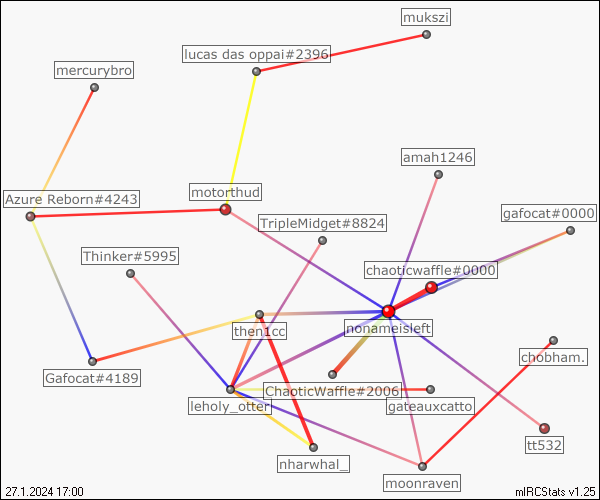 mukszi
lucas das oppai#2396
mercurybro
amah1246
Azure Reborn#4243
motorthud
gafocat#0000
TripleMidget#8824
Thinker#5995
chaoticwaffle#0000
then1cc
nonameisleft
chobham.
Gafocat#4189
ChaoticWaffle#2006
leholy_otter
gateauxcatto
tt532
nharwhal_
moonraven
27.1.2024 17:00
mIRCStats v1.25